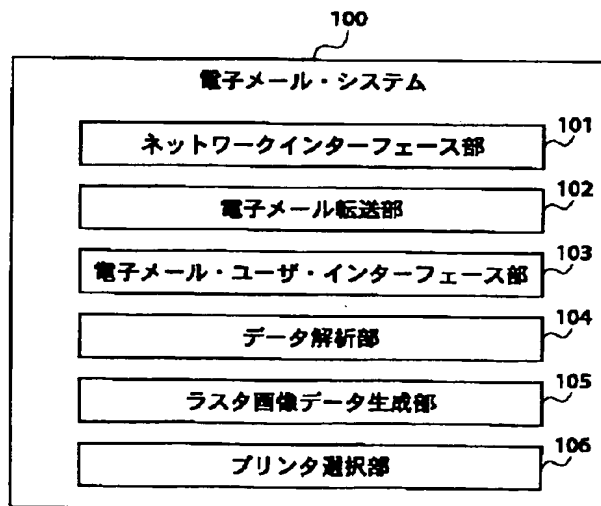 100
電子メール・システム
ネットワークインターフェース部
101
電子メール転送部
102
電子メール・ユーザ・インターフェース部
103
データ解析部
104
ラスタ画像データ生成部
105
プリンタ選択部
106